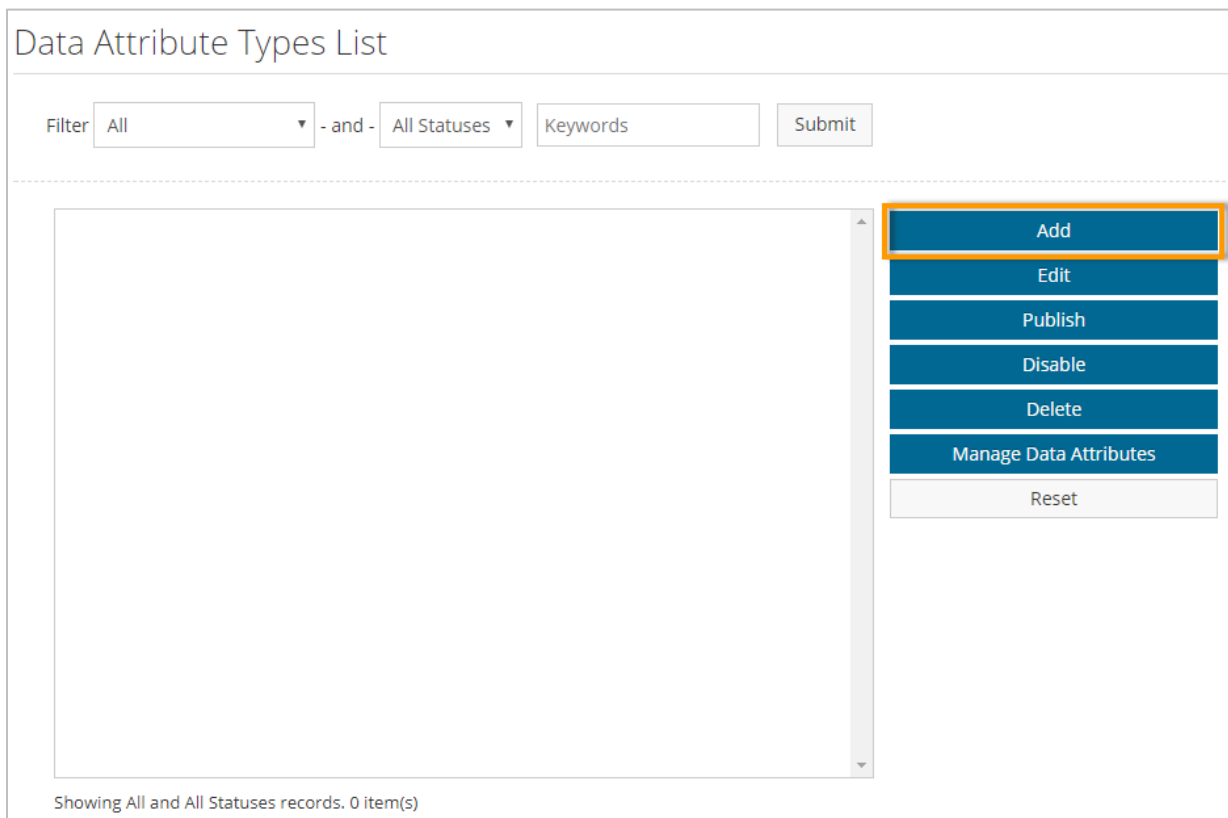 Data Attribute Types List
Filter All - and - All Statuses Keywords Submit
Add
Edit
Publish
Disable
Delete
Manage Data Attributes
Reset
Showing All and All Statuses records. 0 item(s)